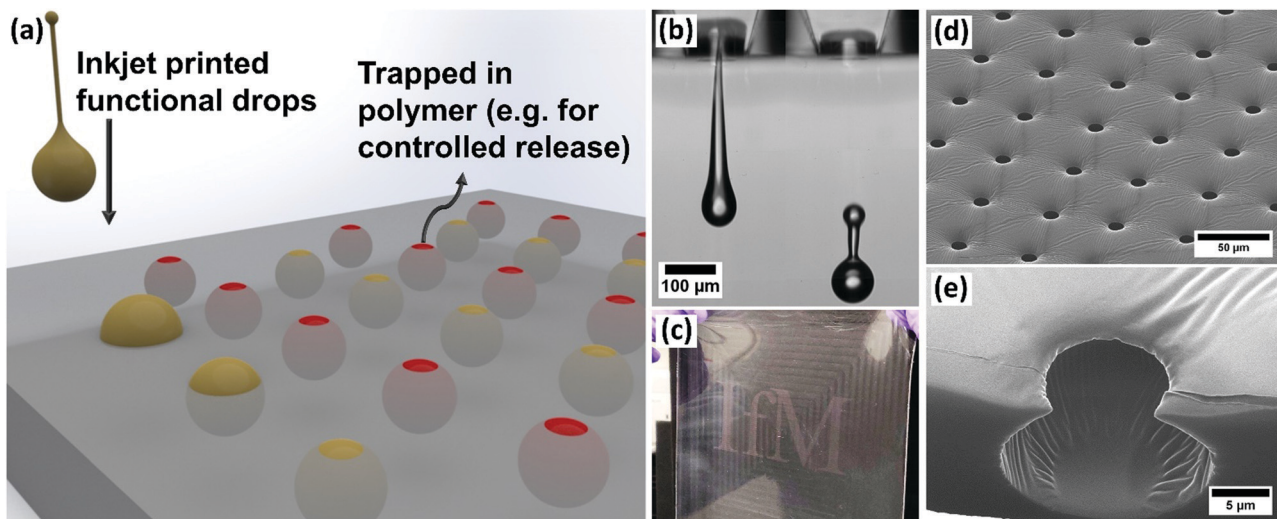 (a)
Inkjet printed
functional drops
Trapped in
polymer (e.g. for
controlled release)
(b)
100 µm
(c)
IfM
(d)
50 µm
(e)
5 µm